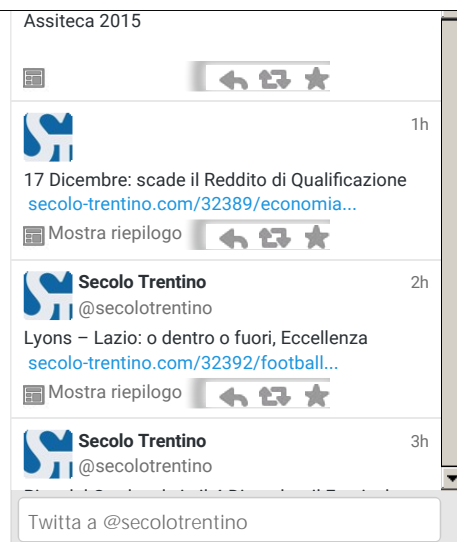 Assiteca 2015
1h
17 Dicembre: scade il Reddito di Qualificazione
secolo-trentino.com/32389/economia...
Mostra riepilogo
Secolo Trentino
2h
@secolotrentino
Lyons – Lazio: o dentro o fuori, Eccellenza
secolo-trentino.com/32392/football...
Mostra riepilogo
Secolo Trentino
3h
@secolotrentino
Twitta a @secolotrentino